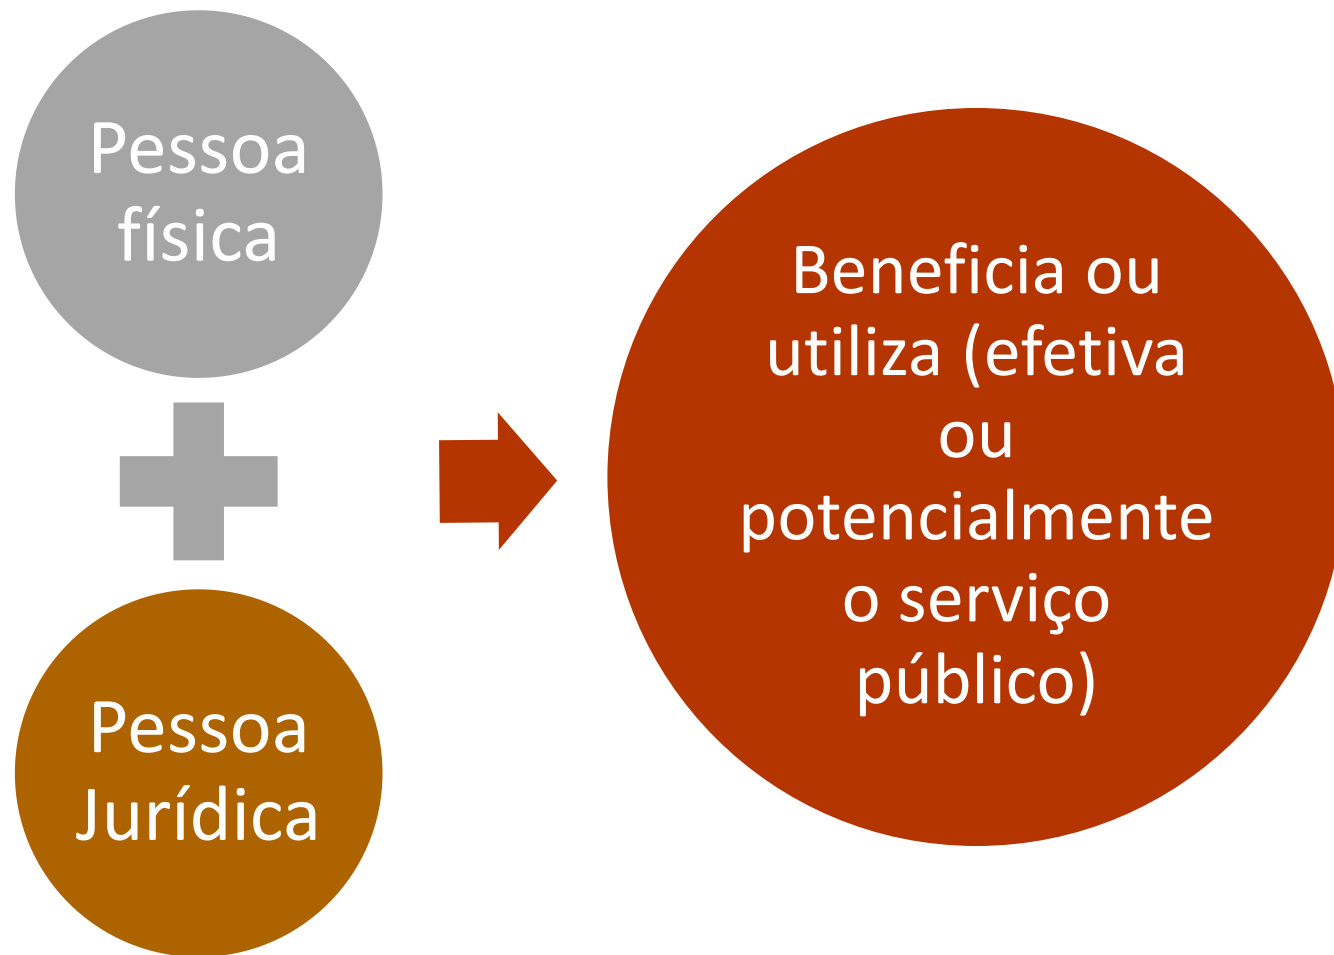 Pessoa
física
Pessoa
Jurídica
Beneficia ou
utiliza (efetiva
ou
potencialmente
o serviço
público)